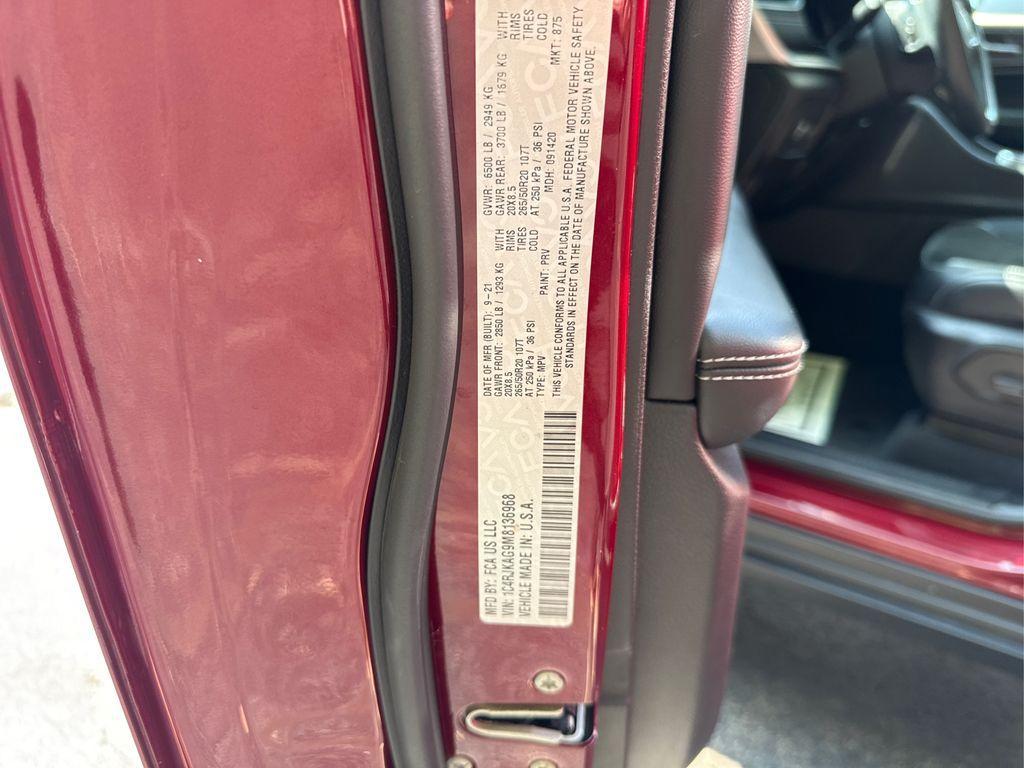 MFD BY: FCA US LLC
VIN: 1C4RJKAG9M8136968
VEHICLE MADE IN: U.S.A.
DATE OF MFR (BUILT): 9-21 GVWR: 6500 LB / 2949 KG
GAWR FRONT: 2850 LB / 1293 KG WITH GAWR REAR: 3700 LB / 1679 KG WITH
20X8.5 RIMS 20X8.5 RIMS
265/50R20 107T TIRES 265/50R20 107T TIRES
AT 250 kPa / 36 PSI COLD AT 250 kPa / 36 PSI COLD
TYPE: MPV PAINT: PRV MDH: 091420 MKT: 875
THIS VEHICLE CONFORMS TO ALL APPLICABLE U.S.A. FEDERAL MOTOR VEHICLE SAFETY
STANDARDS IN EFFECT ON THE DATE OF MANUFACTURE SHOWN ABOVE.
FCA
FCA
FCA